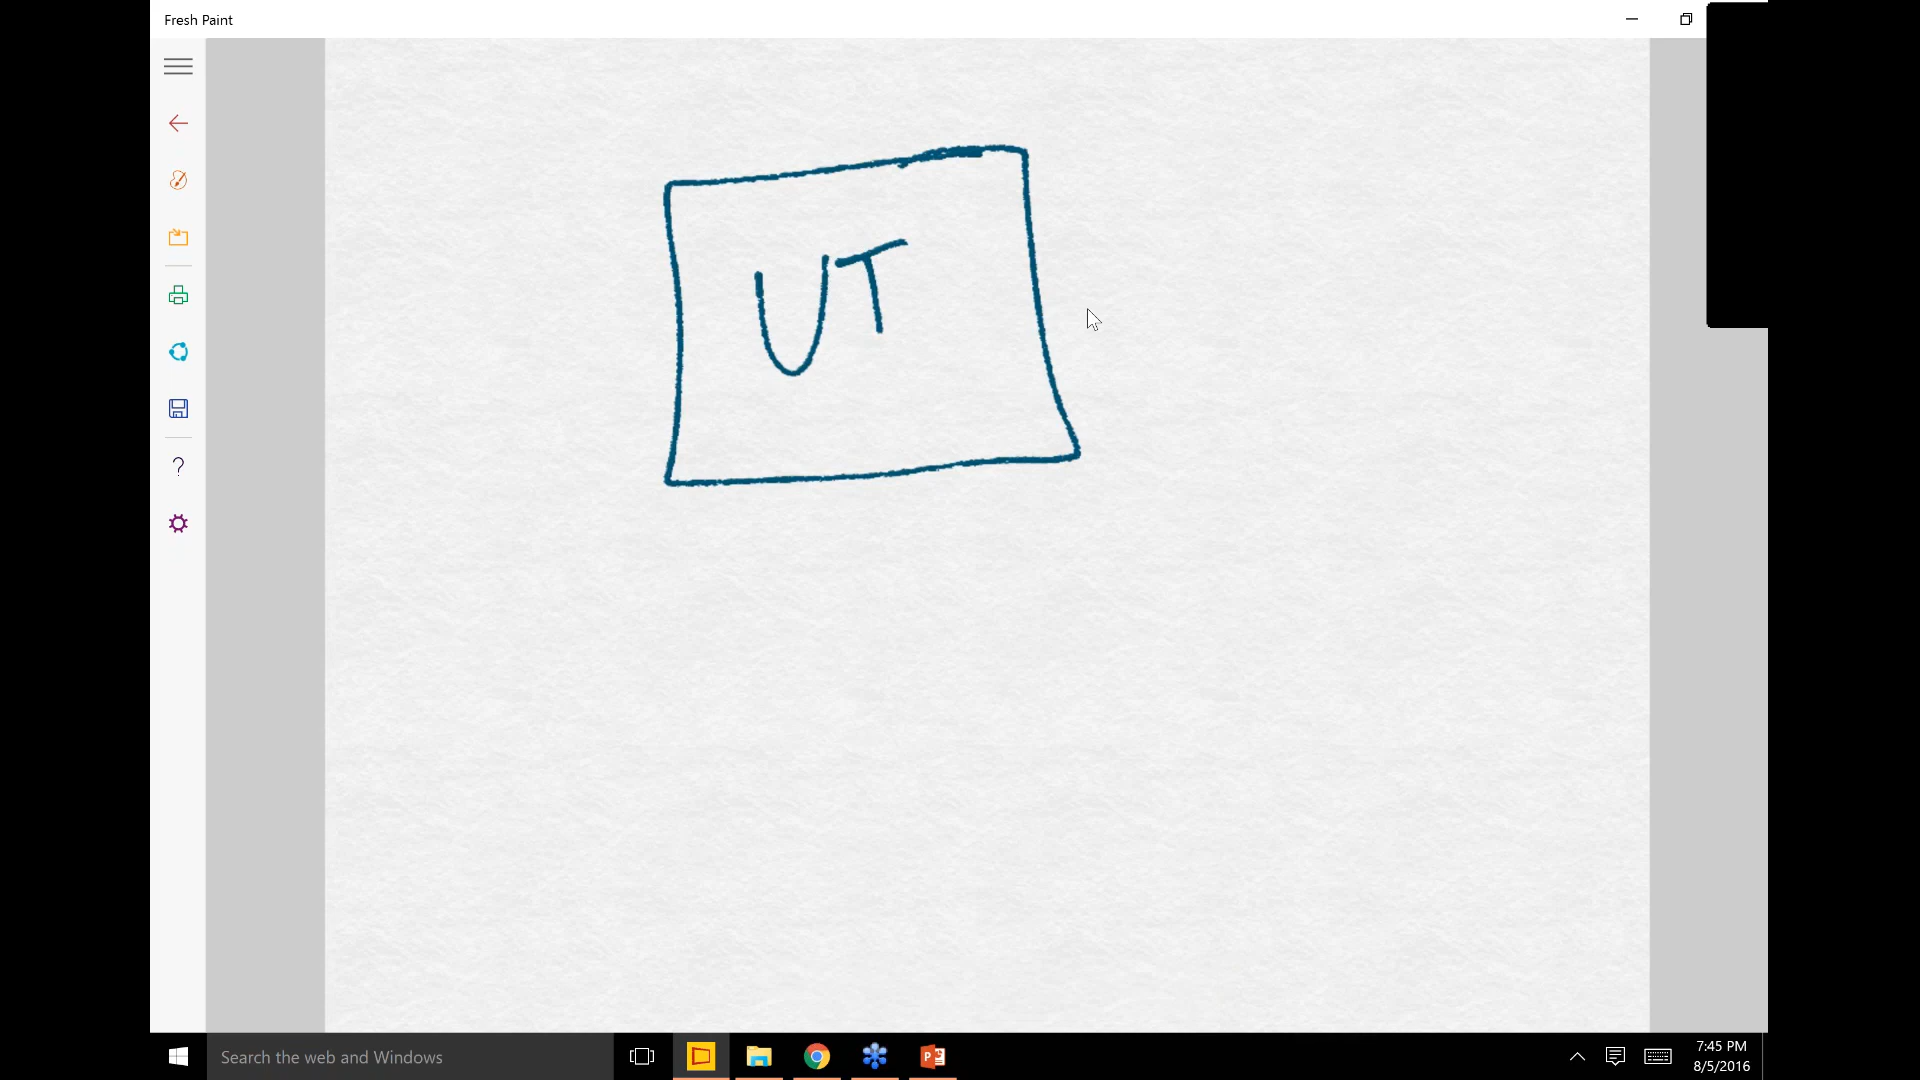 Fresh Paint
UT
?
Search the web and Windows
7:45 PM
8/5/2016